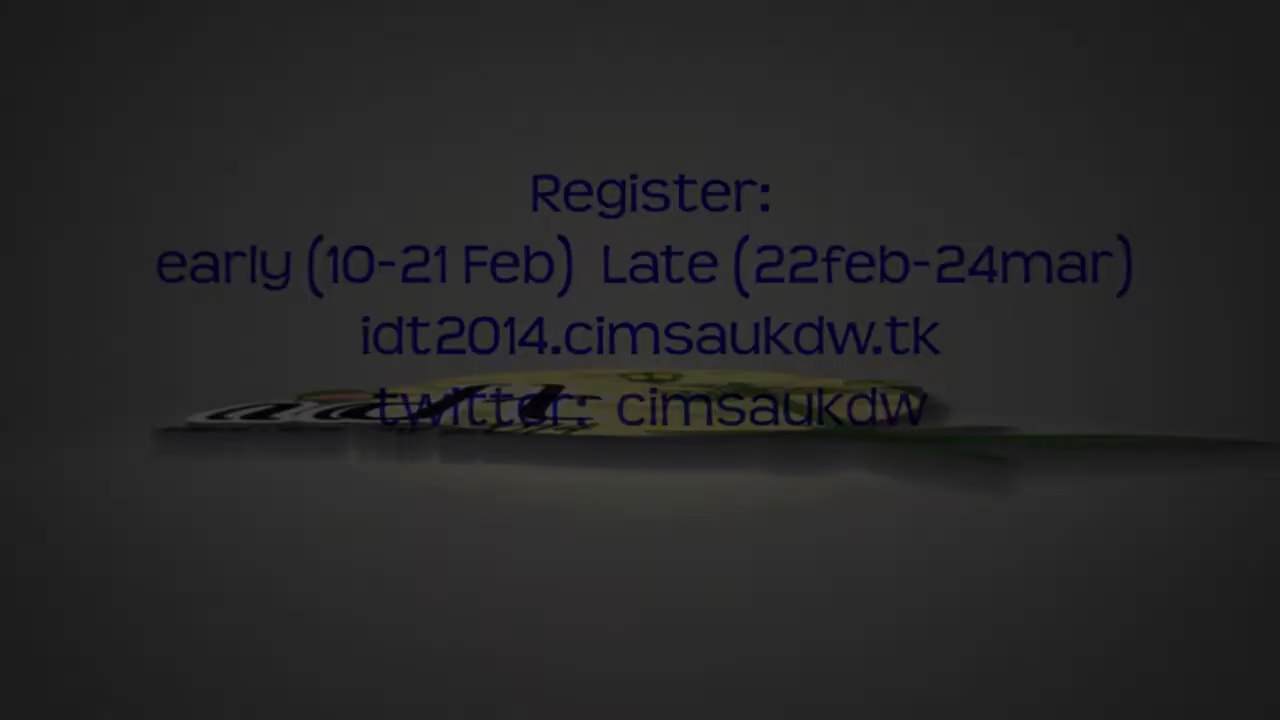 Register:
early (10-21 Feb) Late (22feb-24mar)
idt2014.cimsaukdw.tk
twitter: cimsaukdw